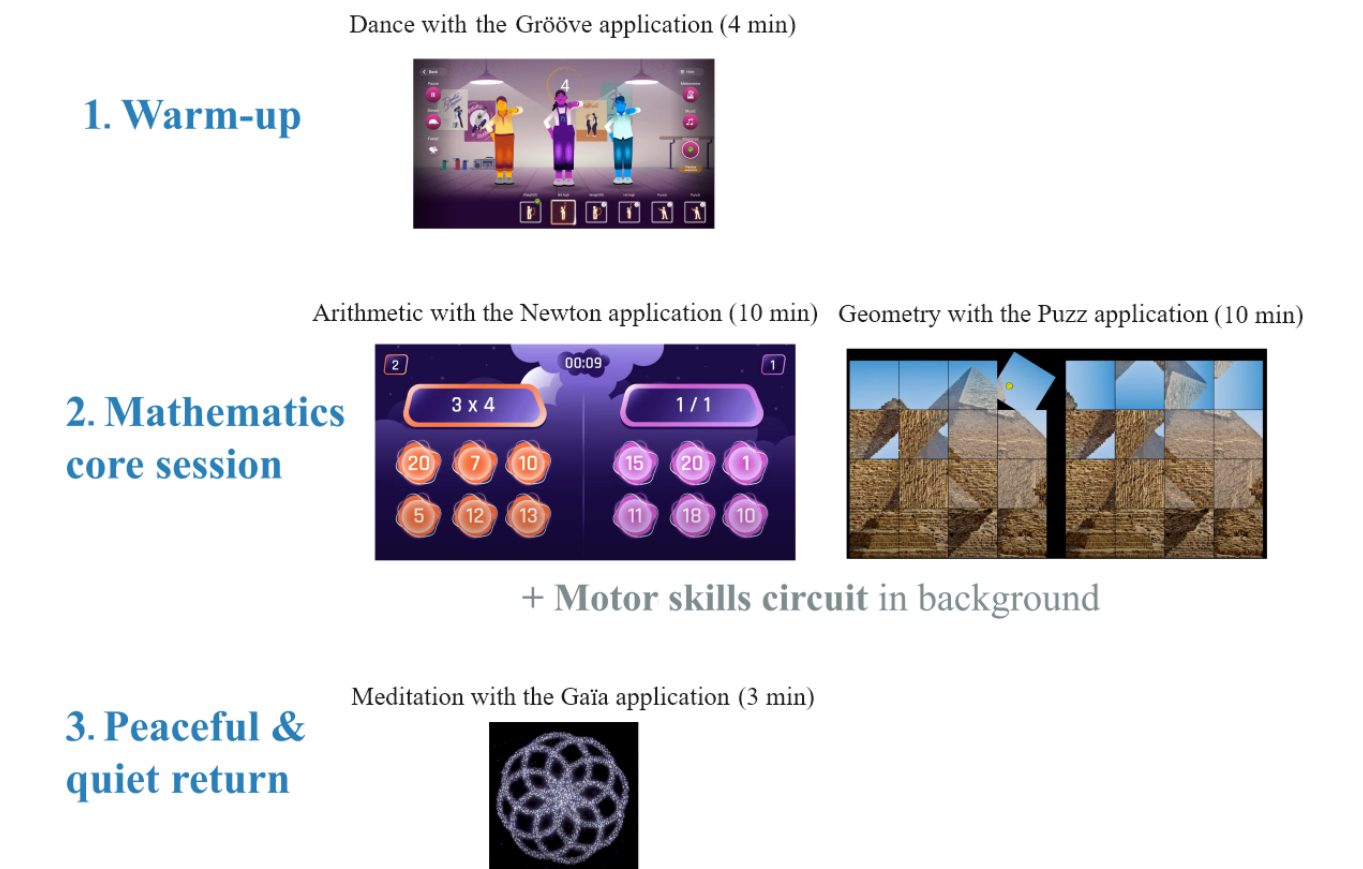 Dance with the Grööve application (4 min)
Back
4
1. Warm-up
Arithmetic with the Newton application (10 min)
Geometry with the Puzz application (10 min)
2
00:09
1
3 x 4
1 / 1
20 7 10
15 20 1
5 12 13
11 18 10
2. Mathematics
core session
+ Motor skills circuit in background
Meditation with the Gaïa application (3 min)
3. Peaceful &
quiet return